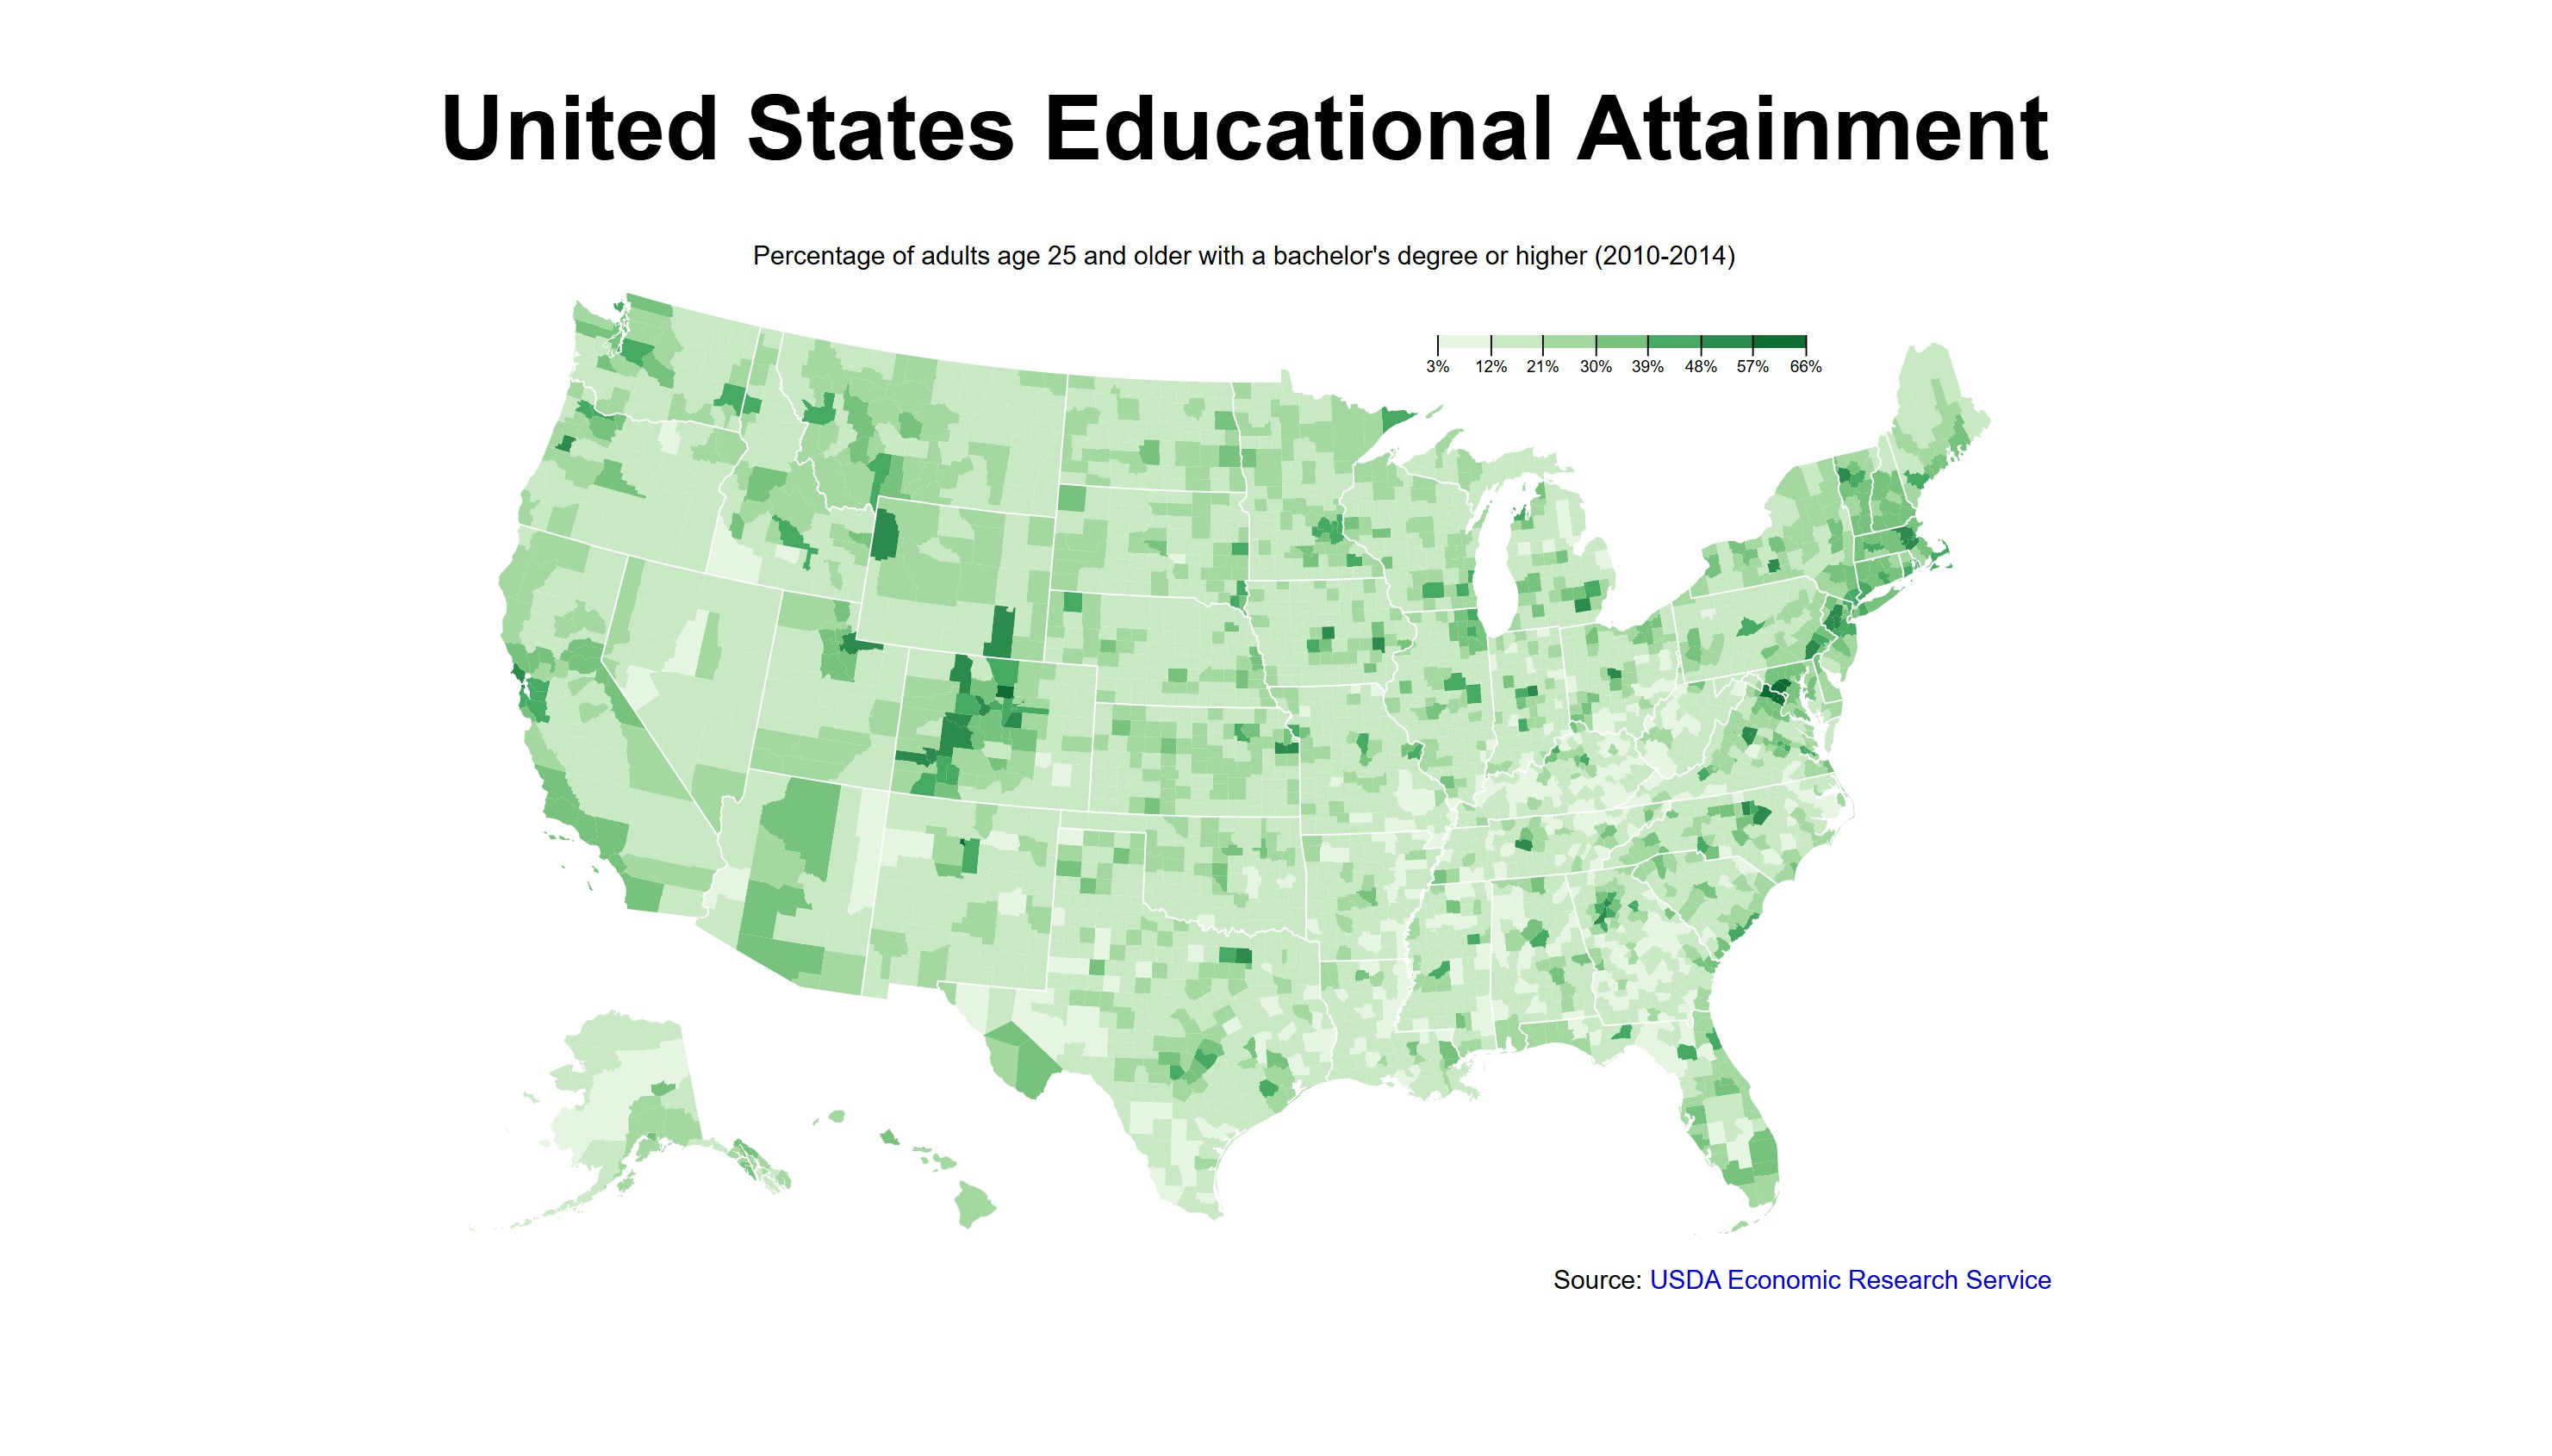 United States Educational Attainment
Percentage of adults age 25 and older with a bachelor's degree or higher (2010-2014)
3% 12% 21% 30% 39% 48% 57% 66%
Source: USDA Economic Research Service